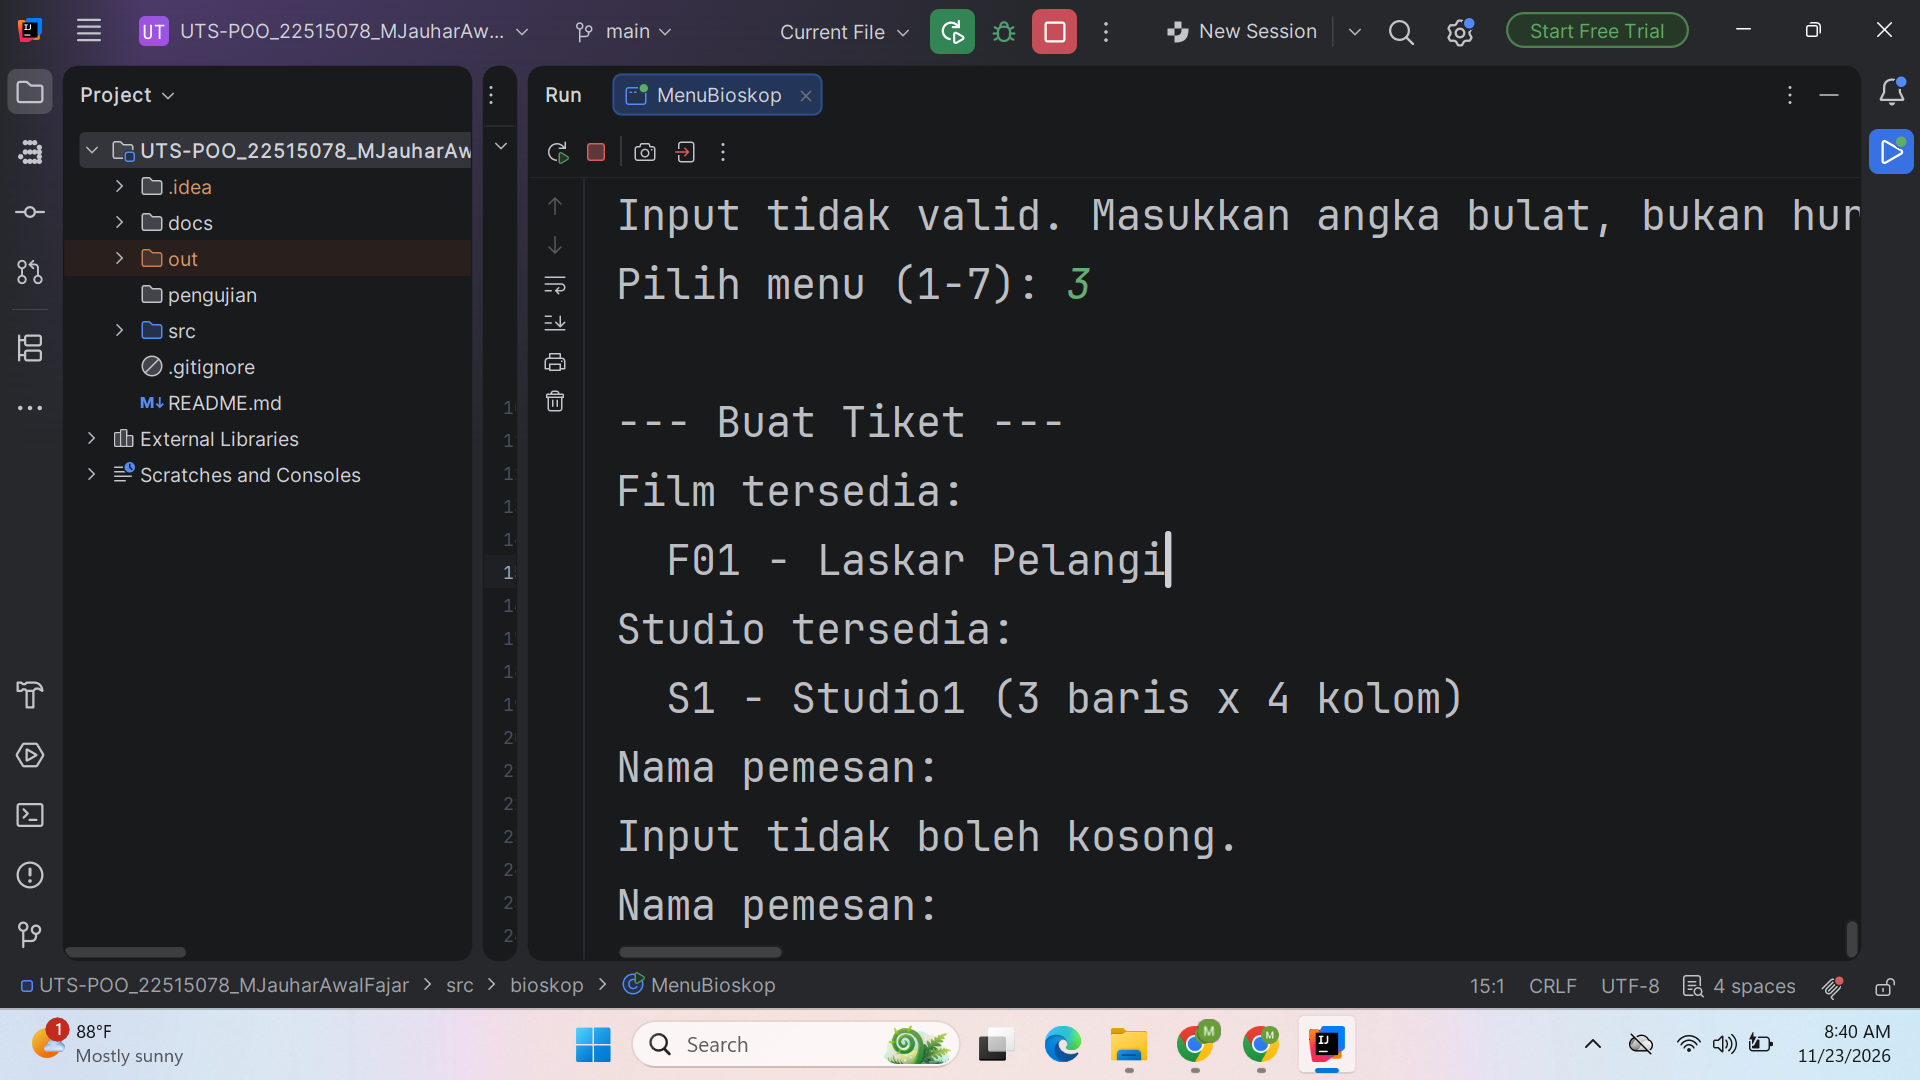 UT UTS-POO_22515078_MJauharAw... main Current File New Session Start Free Trial
Project
Run MenuBioskop
UTS-POO_22515078_MJauharAw
.idea
docs
out
pengujian
src
.gitignore
M↓ README.md
External Libraries
Scratches and Consoles
Input tidak valid. Masukkan angka bulat, bukan hur
Pilih menu (1-7): 3
--- Buat Tiket ---
Film tersedia:
F01 - Laskar Pelangi
Studio tersedia:
S1 - Studio1 (3 baris x 4 kolom)
Nama pemesan:
Input tidak boleh kosong.
Nama pemesan:
UTS-POO_22515078_MJauharAwalFajar > src > bioskop > MenuBioskop
15:1 CRLF UTF-8 4 spaces
1 88°F
Mostly sunny
Search
8:40 AM
11/23/2026